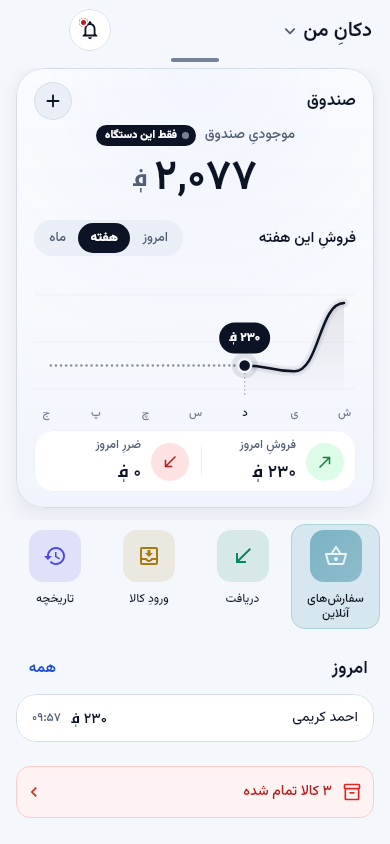 دکانِ من
صندوق
موجودیِ صندوق فقط این دستگاه
۲,۰۷۷ ؋
فروشِ این هفته
امروز هفته ماه
۲۳۰ ؋
ش ی د س چ پ ج
فروشِ امروز
۲۳۰ ؋
ضررِ امروز
۰ ؋
سفارش‌های آنلاین
دریافت
ورودِ کالا
تاریخچه
امروز همه
احمد کریمی ۲۳۰ ؋ ۰۹:۵۷
۳ کالا تمام شده